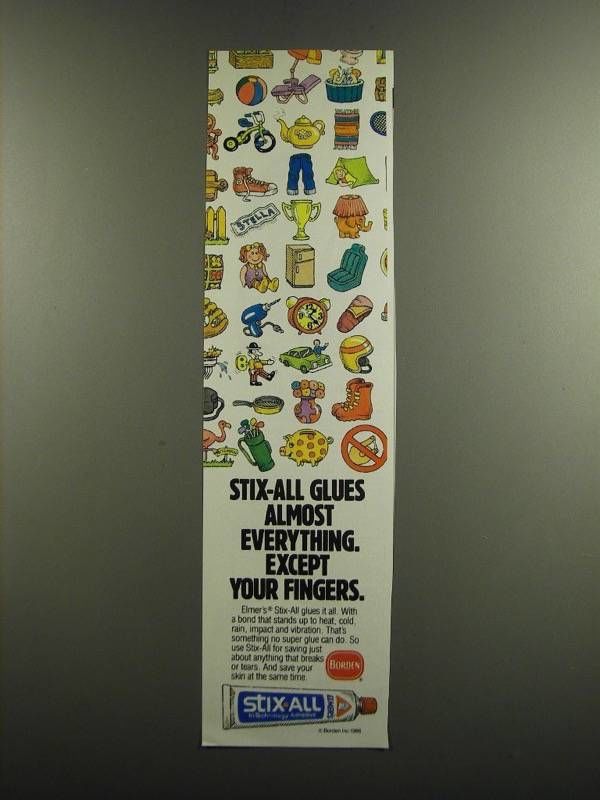 STELLA
STIX-ALL GLUES
ALMOST
EVERYTHING.
EXCEPT
YOUR FINGERS.
Elmer's® Stix-All glues it all. With
a bond that stands up to heat, cold,
rain, impact and vibration. That's
something no super glue can do. So
use Stix-All for saving just
about anything that breaks
or tears. And save your
skin at the same time.
BORDEN
STIX-ALL
Hi-Technology Adhesive
© Borden Inc 1986